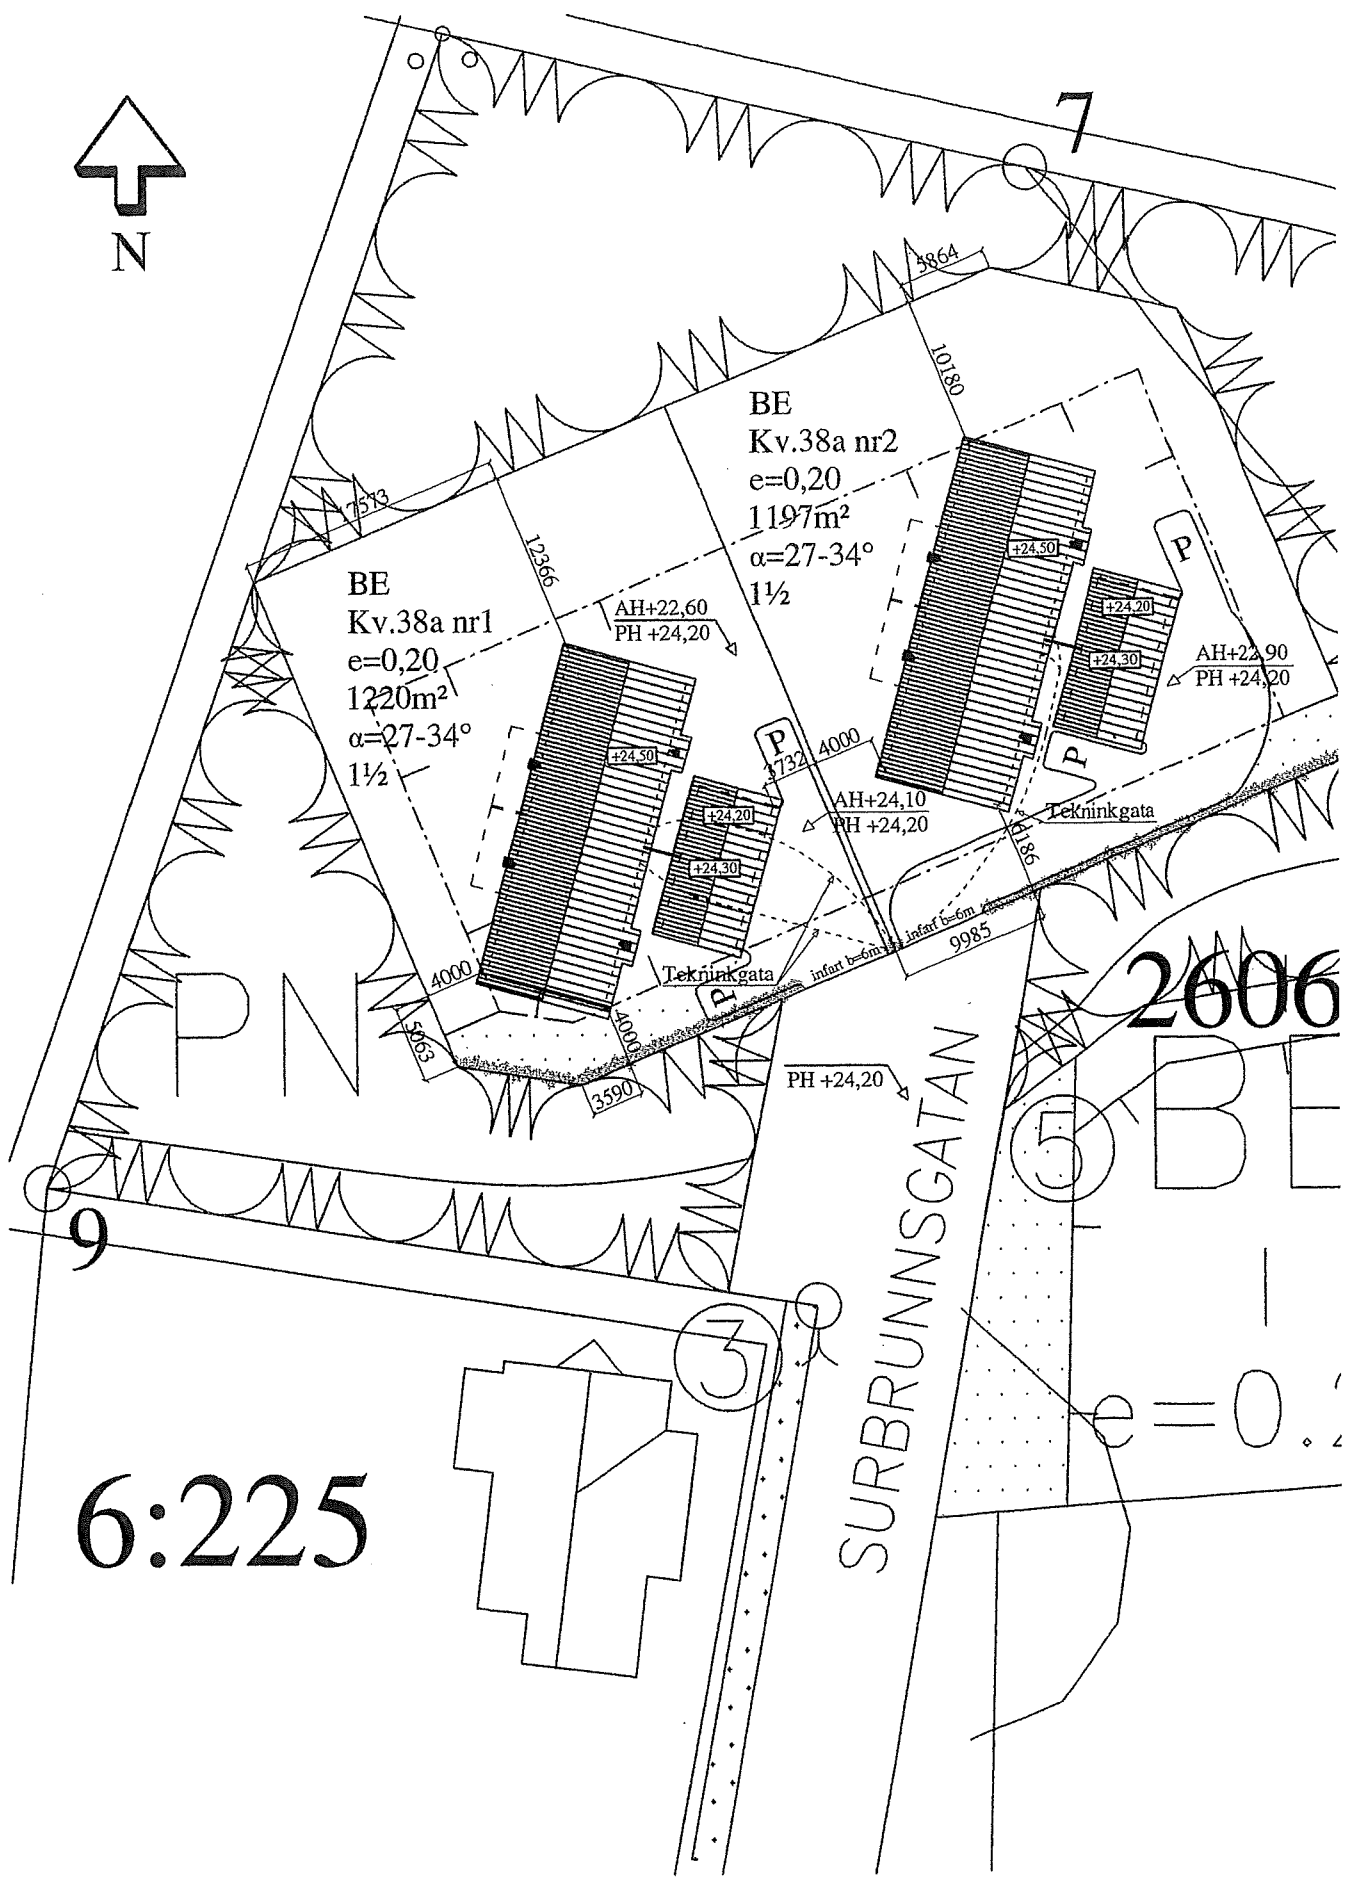 7
N
5864
10180
BE
Kv.38a nr2
e=0,20
1197m²
α=27-34°
1½
17573
12366
BE
Kv.38a nr1
e=0,20
1220m²
α=27-34°
1½
AH+22,60
PH +24,20
+24,50
+24,20
+24,30
P
AH+22,90
PH +24,20
+24,50
+24,20
+24,30
P
3732
4000
AH+24,10
PH +24,20
P
Tekninkgata
6186
infart b=6m
infart b=6m
9985
4000
Tekninkgata
P
PN
5063
4000
3590
2606
PH +24,20
SURBRUNNSGATAN
5
BE
9
3
I
e=0.2
6:225